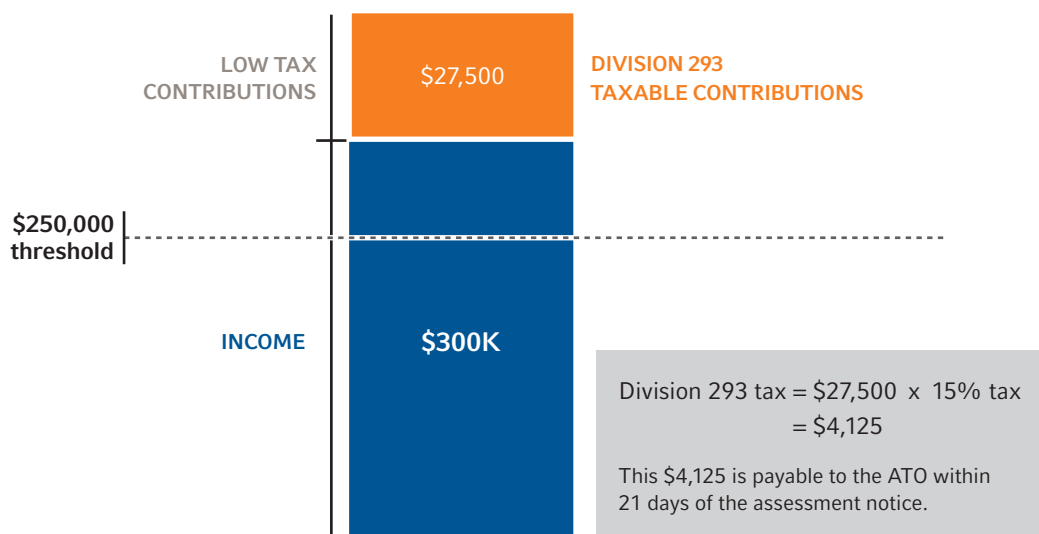 LOW TAX
CONTRIBUTIONS
$27,500
DIVISION 293
TAXABLE CONTRIBUTIONS
$250,000
threshold
INCOME
$300K
Division 293 tax = $27,500 x 15% tax
= $4,125
This $4,125 is payable to the ATO within
21 days of the assessment notice.